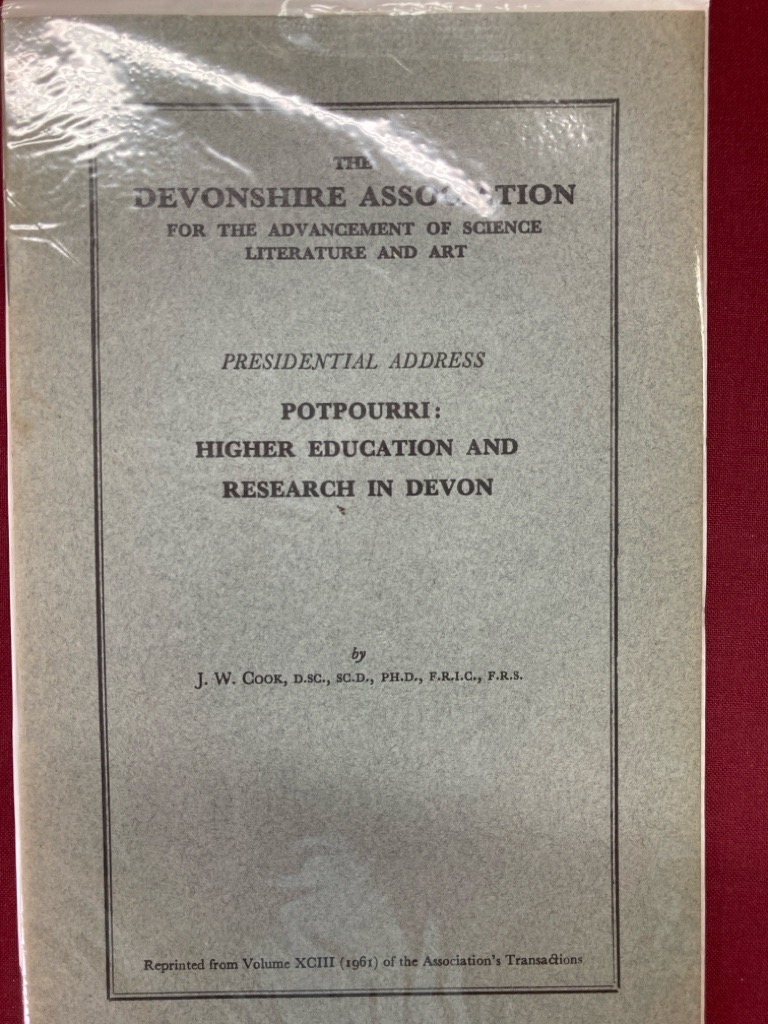 THE
DEVONSHIRE ASSOCIATION
FOR THE ADVANCEMENT OF SCIENCE
LITERATURE AND ART
PRESIDENTIAL ADDRESS
POTPOURRI:
HIGHER EDUCATION AND
RESEARCH IN DEVON
by
J. W. COOK, D.SC., SC.D., PH.D., F.R.I.C., F.R.S.
Reprinted from Volume XCIII (1961) of the Association's Transactions